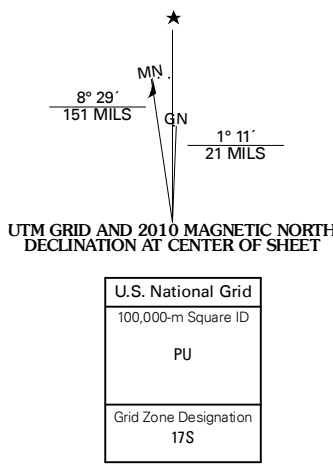 ★
MN
GN
8° 29´
151 MILS
1° 11´
21 MILS
UTM GRID AND 2010 MAGNETIC NORTH
DECLINATION AT CENTER OF SHEET
U.S. National Grid
100,000-m Square ID
PU
Grid Zone Designation
17S